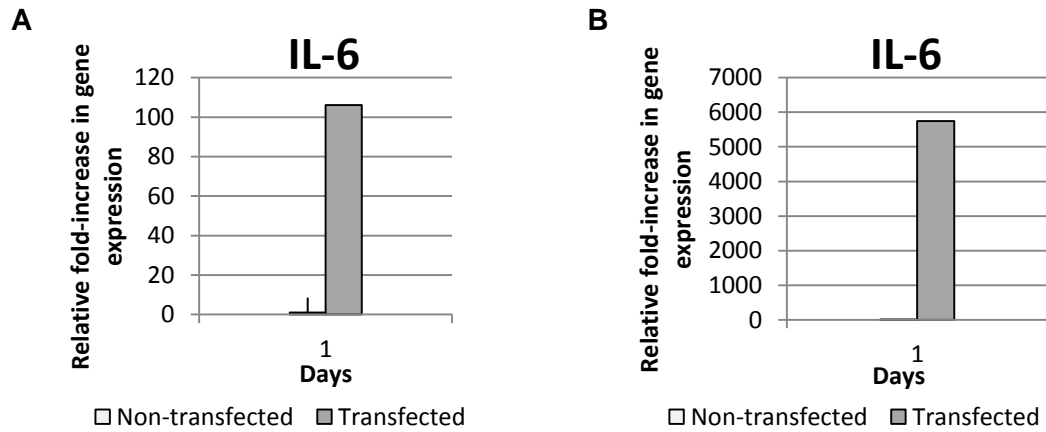 A
IL-6
Relative fold-increase in gene
expression
120
100
80
60
40
20
0
1
Days
Non-transfected Transfected
B
IL-6
Relative fold-increase in gene
expression
7000
6000
5000
4000
3000
2000
1000
0
1
Days
Non-transfected Transfected